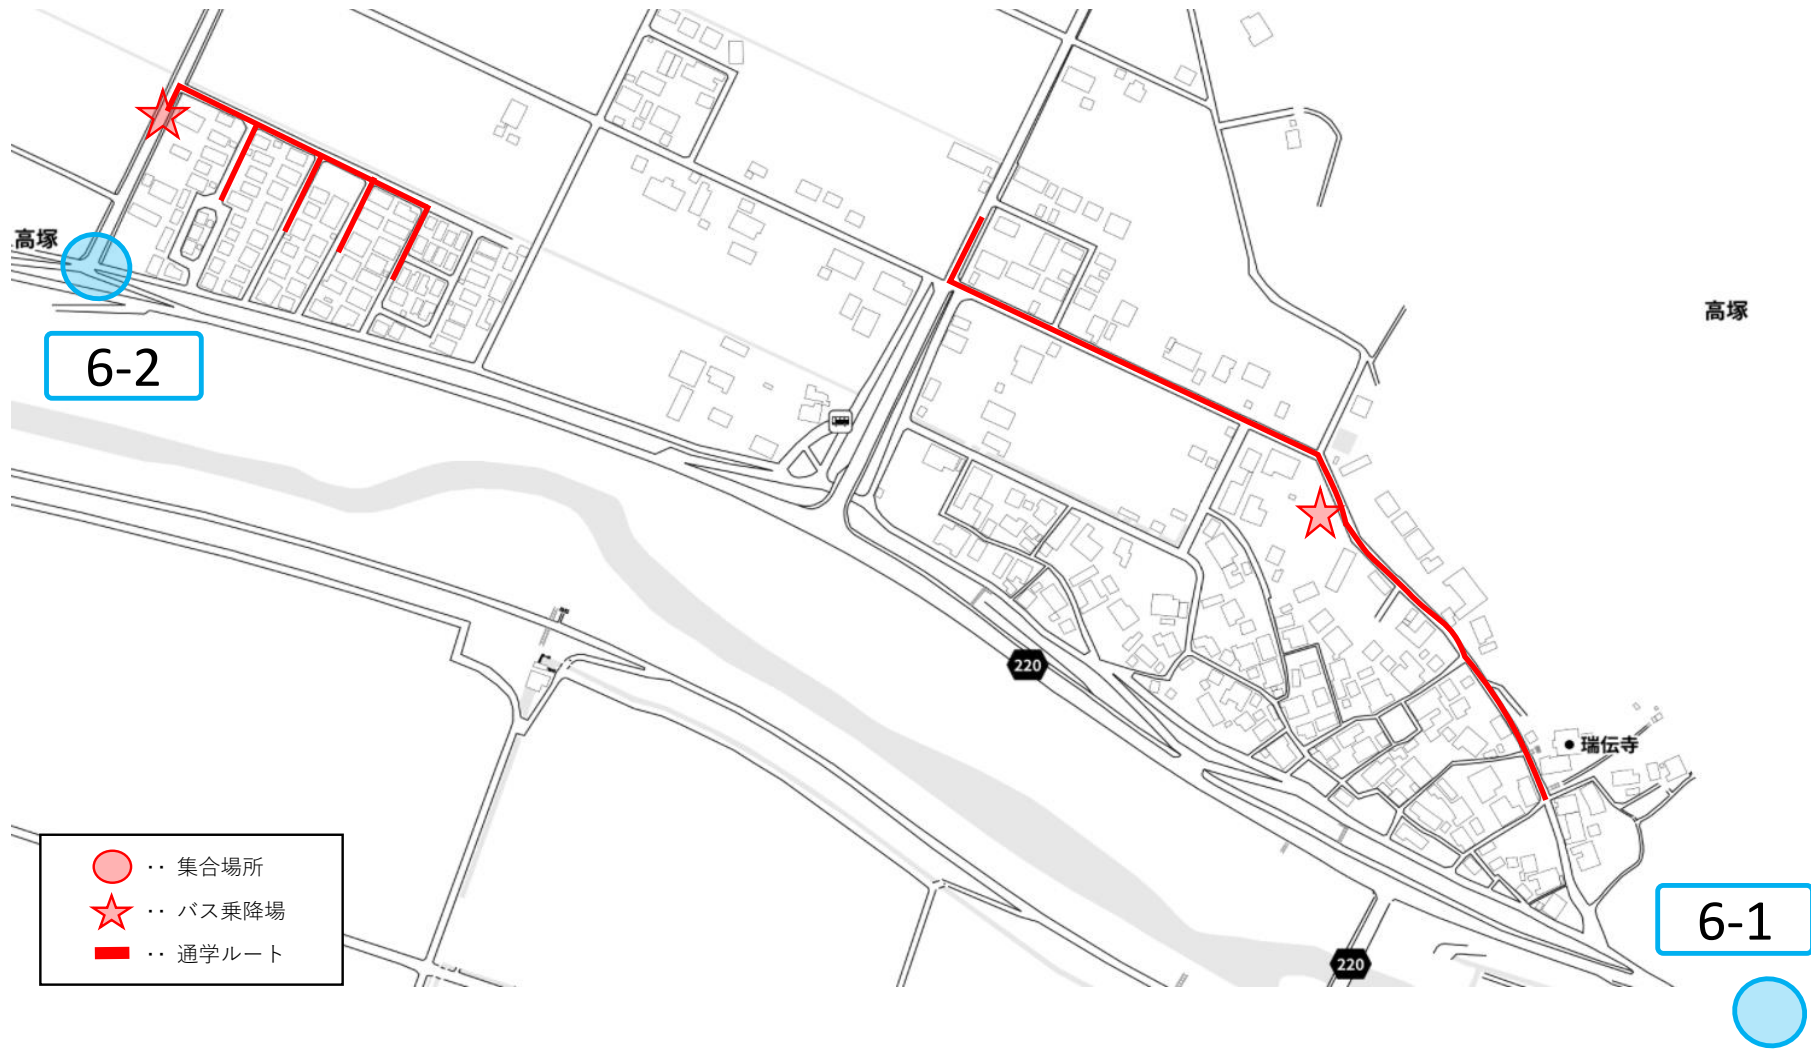 高塚
6-2
高塚
220
瑞伝寺
6-1
220
‥ 集合場所
‥ バス乗降場
‥ 通学ルート